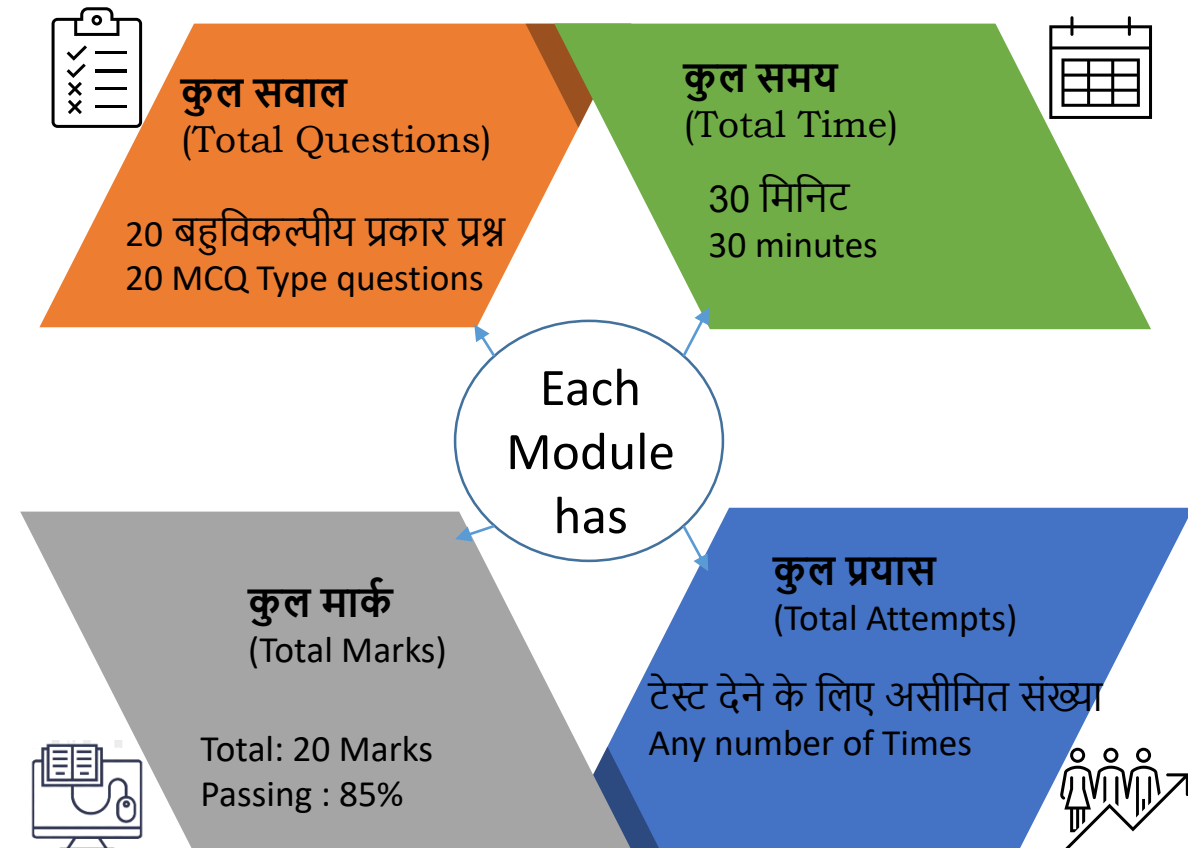 कुल सवाल
(Total Questions)
20 बहुविकल्पीय प्रकार प्रश्न
20 MCQ Type questions
कुल समय
(Total Time)
30 मिनिट
30 minutes
Each
Module
has
कुल मार्क
(Total Marks)
Total: 20 Marks
Passing : 85%
कुल प्रयास
(Total Attempts)
टेस्ट देने के लिए असीमित संख्या
Any number of Times